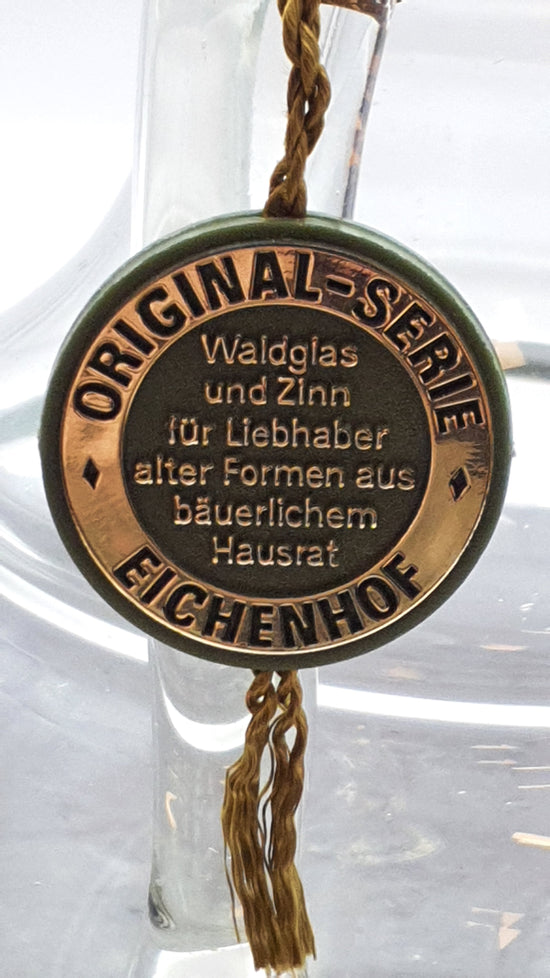 ORIGINAL-SERIE
Waldglas
und Zinn
für Liebhaber
alter Formen aus
bäuerlichem
Hausrat
EICHENHOF